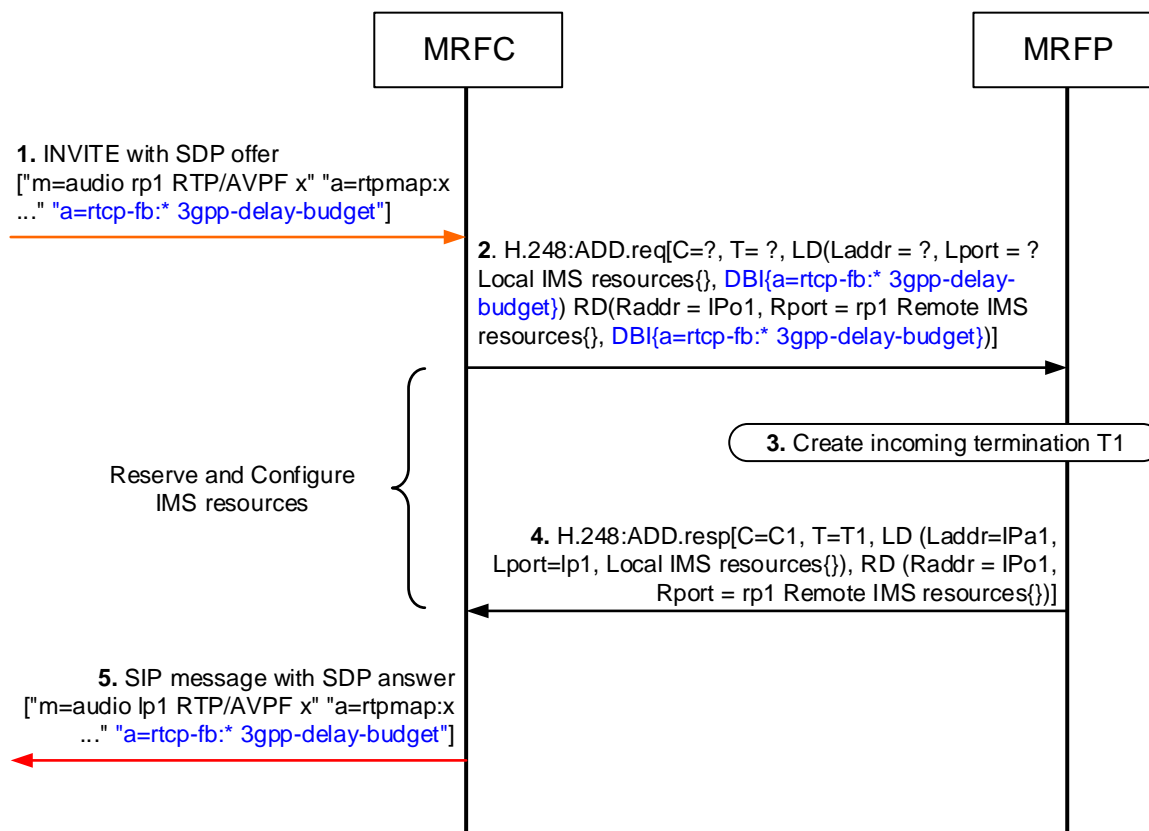 MRFC
MRFP
1. INVITE with SDP offer
["m=audio rp1 RTP/AVPF x" "a=rtpmap:x
..." "a=rtcp-fb:* 3gpp-delay-budget"]
2. H.248:ADD.req[C=?, T= ?, LD(Laddr = ?, Lport = ?
Local IMS resources{}, DBI{a=rtcp-fb:* 3gpp-delay-
budget}) RD(Raddr = IPo1, Rport = rp1 Remote IMS
resources{}, DBI{a=rtcp-fb:* 3gpp-delay-budget})]
3. Create incoming termination T1
Reserve and Configure
IMS resources
4. H.248:ADD.resp[C=C1, T=T1, LD (Laddr=IPa1,
Lport=lp1, Local IMS resources{}), RD (Raddr = IPo1,
Rport = rp1 Remote IMS resources{})]
5. SIP message with SDP answer
["m=audio lp1 RTP/AVPF x" "a=rtpmap:x
..." "a=rtcp-fb:* 3gpp-delay-budget"]